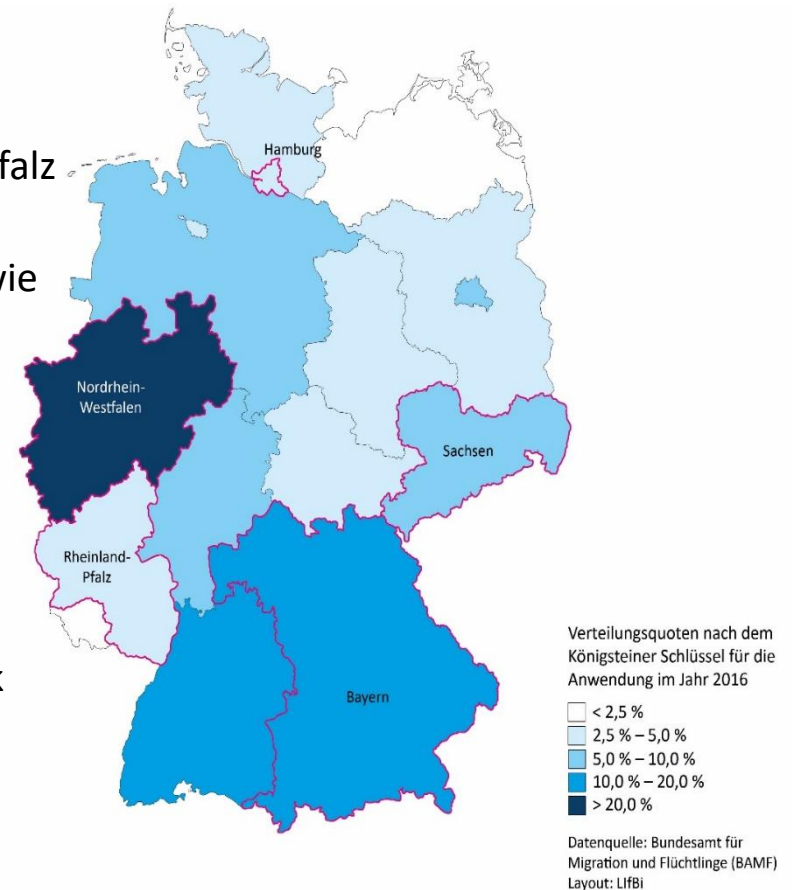 falz
vie
k
Hamburg
Nordrhein-
Westfalen
Sachsen
Rheinland-
Pfalz
Bayern
Verteilungsquoten nach dem
Königsteiner Schlüssel für die
Anwendung im Jahr 2016
< 2,5 %
2,5 % – 5,0 %
5,0 % – 10,0 %
10,0 % – 20,0 %
> 20,0 %
Datenquelle: Bundesamt für
Migration und Flüchtlinge (BAMF)
Layout: LIfBi